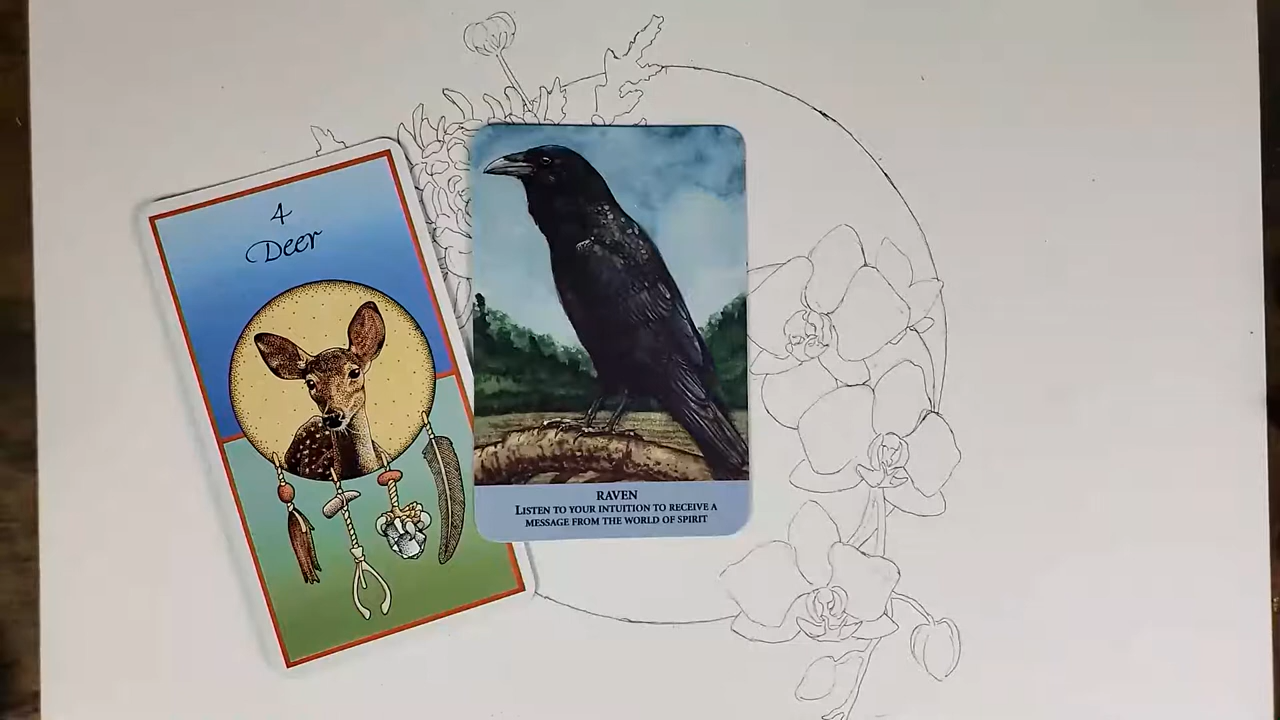 4
Deer
RAVEN
LISTEN TO YOUR INTUITION TO RECEIVE A
MESSAGE FROM THE WORLD OF SPIRIT